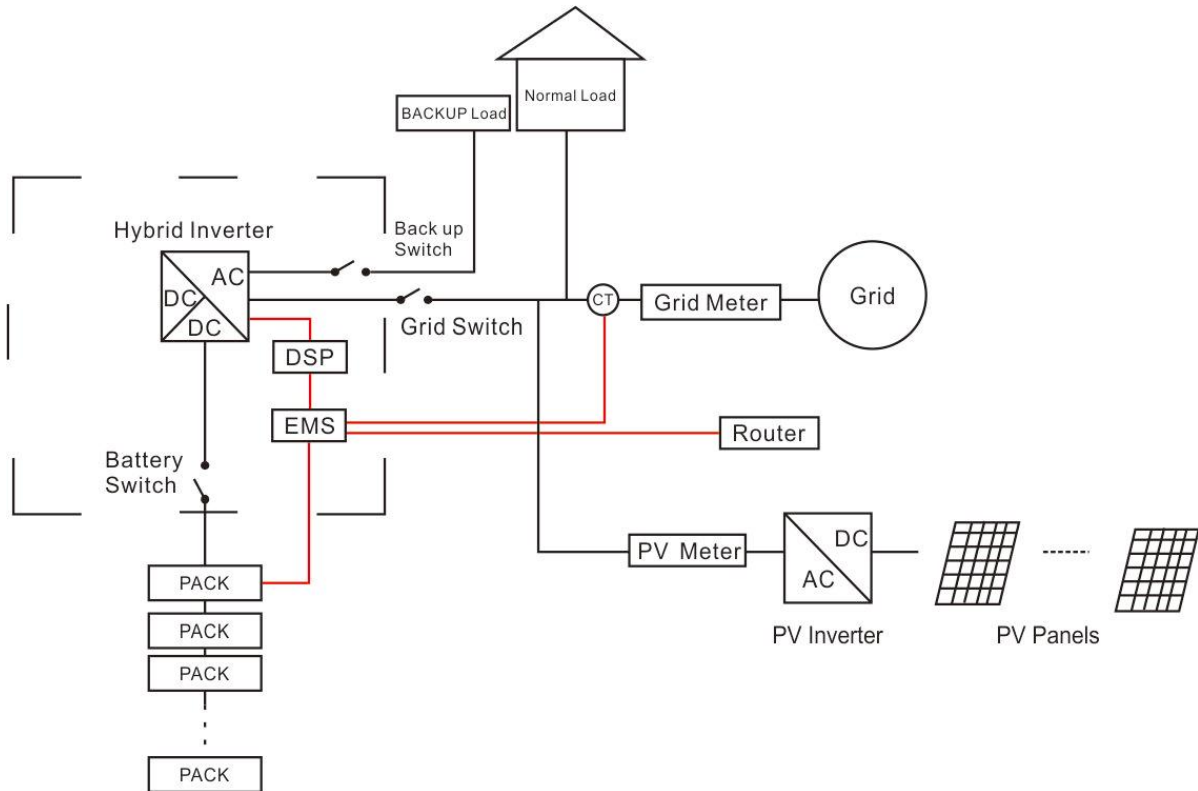 Normal Load
BACKUP Load
Hybrid Inverter
Back up
Switch
AC
DC
DC
CT
Grid Meter
Grid
Grid Switch
DSP
EMS
Router
Battery
Switch
PV Meter
DC
AC
PACK
PV Inverter
PV Panels
PACK
PACK
PACK